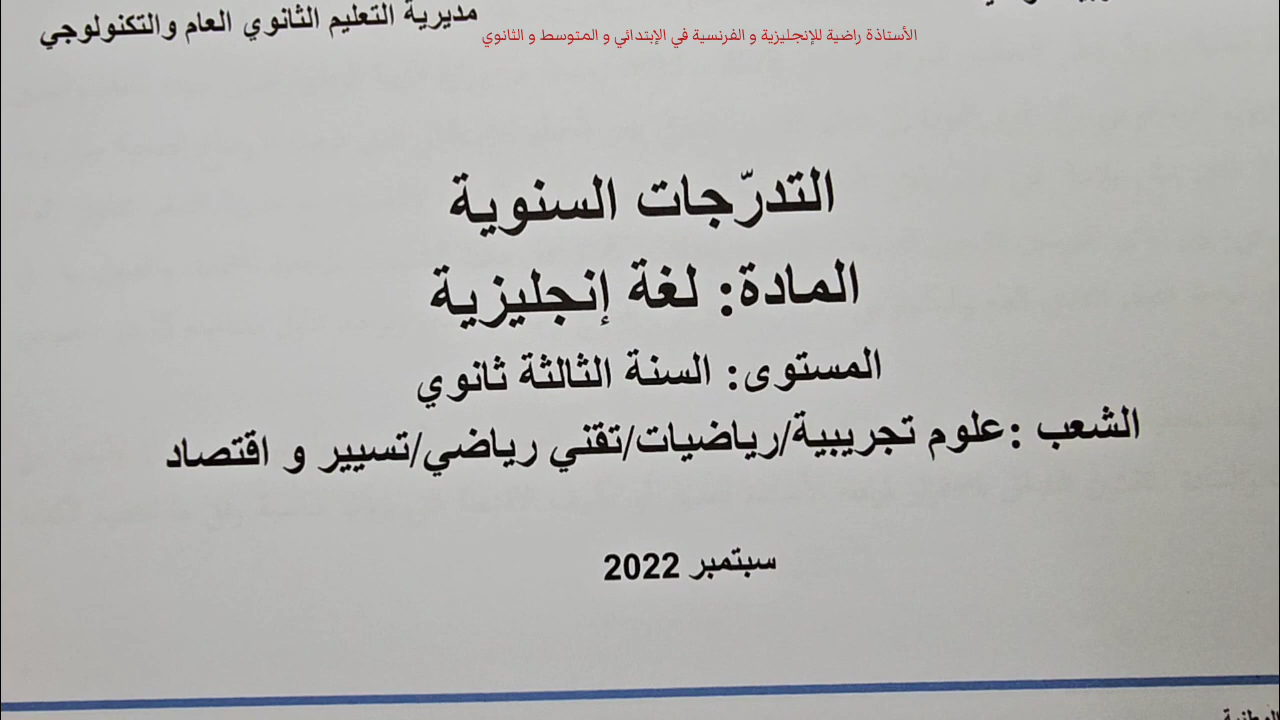 مديرية التعليم الثانوي العام والتكنولوجي
الأستاذة راضية للإنجليزية و الفرنسية في الإبتدائي و المتوسط و الثانوي
التدرّجات السنوية
المادة: لغة إنجليزية
المستوى: السنة الثالثة ثانوي
الشعب :علوم تجريبية/رياضيات/تقني رياضي/تسيير و اقتصاد
سبتمبر 2022